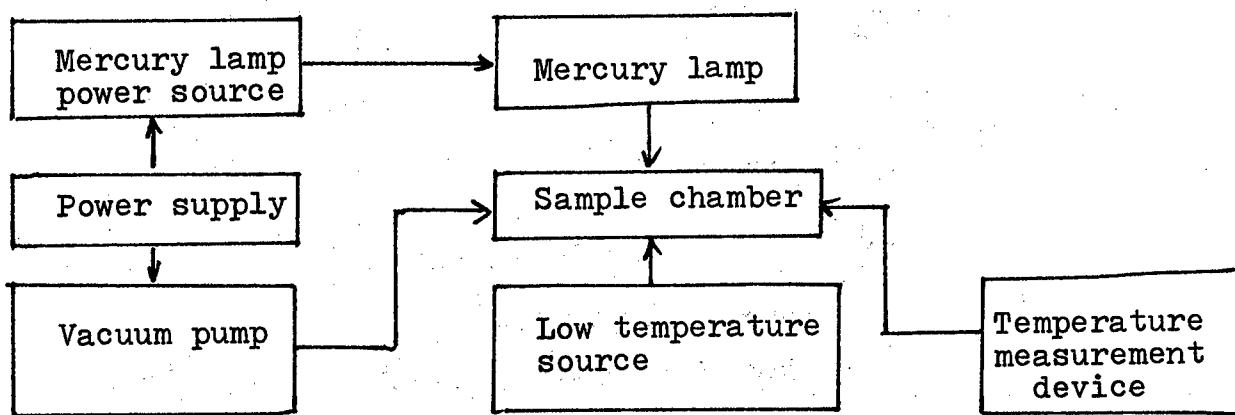 Mercury lamp
power source
Mercury lamp
Power supply
Sample chamber
Vacuum pump
Low temperature
source
Temperature
measurement
device